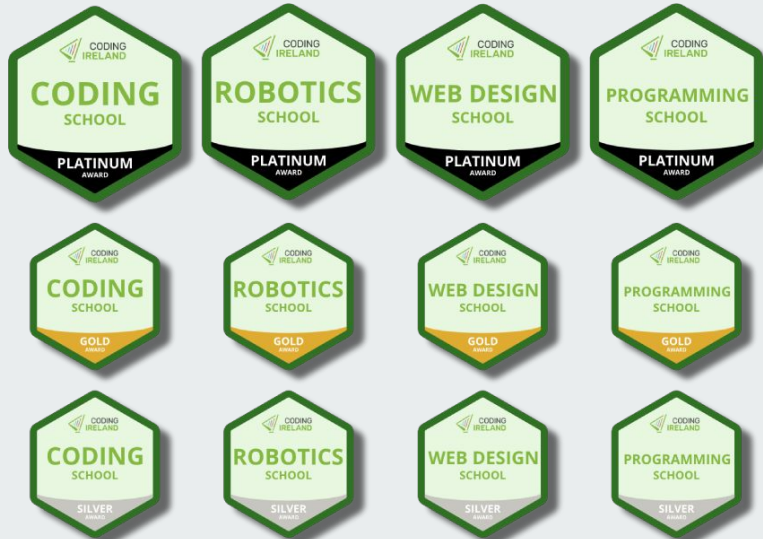 CODING
IRELAND
CODING
SCHOOL
PLATINUM
AWARD
CODING
IRELAND
ROBOTICS
SCHOOL
PLATINUM
AWARD
CODING
IRELAND
WEB DESIGN
SCHOOL
PLATINUM
AWARD
CODING
IRELAND
PROGRAMMING
SCHOOL
PLATINUM
AWARD
CODING
IRELAND
CODING
SCHOOL
GOLD
AWARD
CODING
IRELAND
ROBOTICS
SCHOOL
GOLD
AWARD
CODING
IRELAND
WEB DESIGN
SCHOOL
GOLD
AWARD
CODING
IRELAND
PROGRAMMING
SCHOOL
GOLD
AWARD
CODING
IRELAND
CODING
SCHOOL
SILVER
AWARD
CODING
IRELAND
ROBOTICS
SCHOOL
SILVER
AWARD
CODING
IRELAND
WEB DESIGN
SCHOOL
SILVER
AWARD
CODING
IRELAND
PROGRAMMING
SCHOOL
SILVER
AWARD